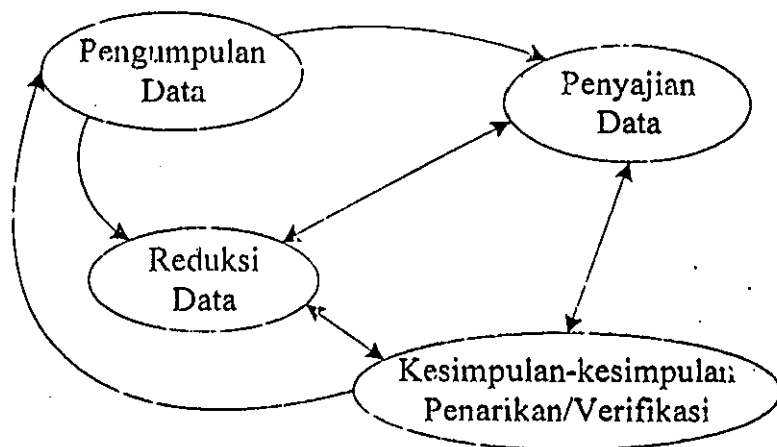 Pengumpulan
Data
Penyajian
Data
Reduksi
Data
Kesimpulan-kesimpulan
Penarikan/Verifikasi